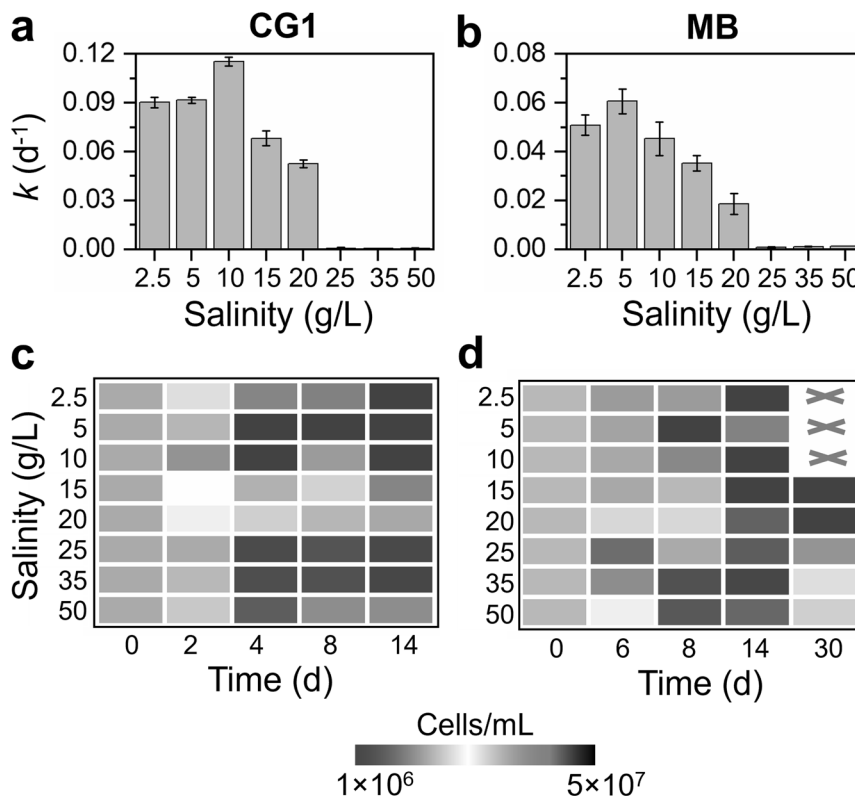 a CG1
0.12
0.09
0.06
0.03
0.00
k (d-1)
2.5 5 10 15 20 25 35 50
Salinity (g/L)
b MB
0.08
0.06
0.04
0.02
0.00
2.5 5 10 15 20 25 35 50
Salinity (g/L)
c
Salinity (g/L)
2.5
5
10
15
20
25
35
50
0 2 4 8 14
Time (d)
d
2.5
5
10
15
20
25
35
50
0 6 8 14 30
Time (d)
Cells/mL
1×10⁶ 5×10⁷